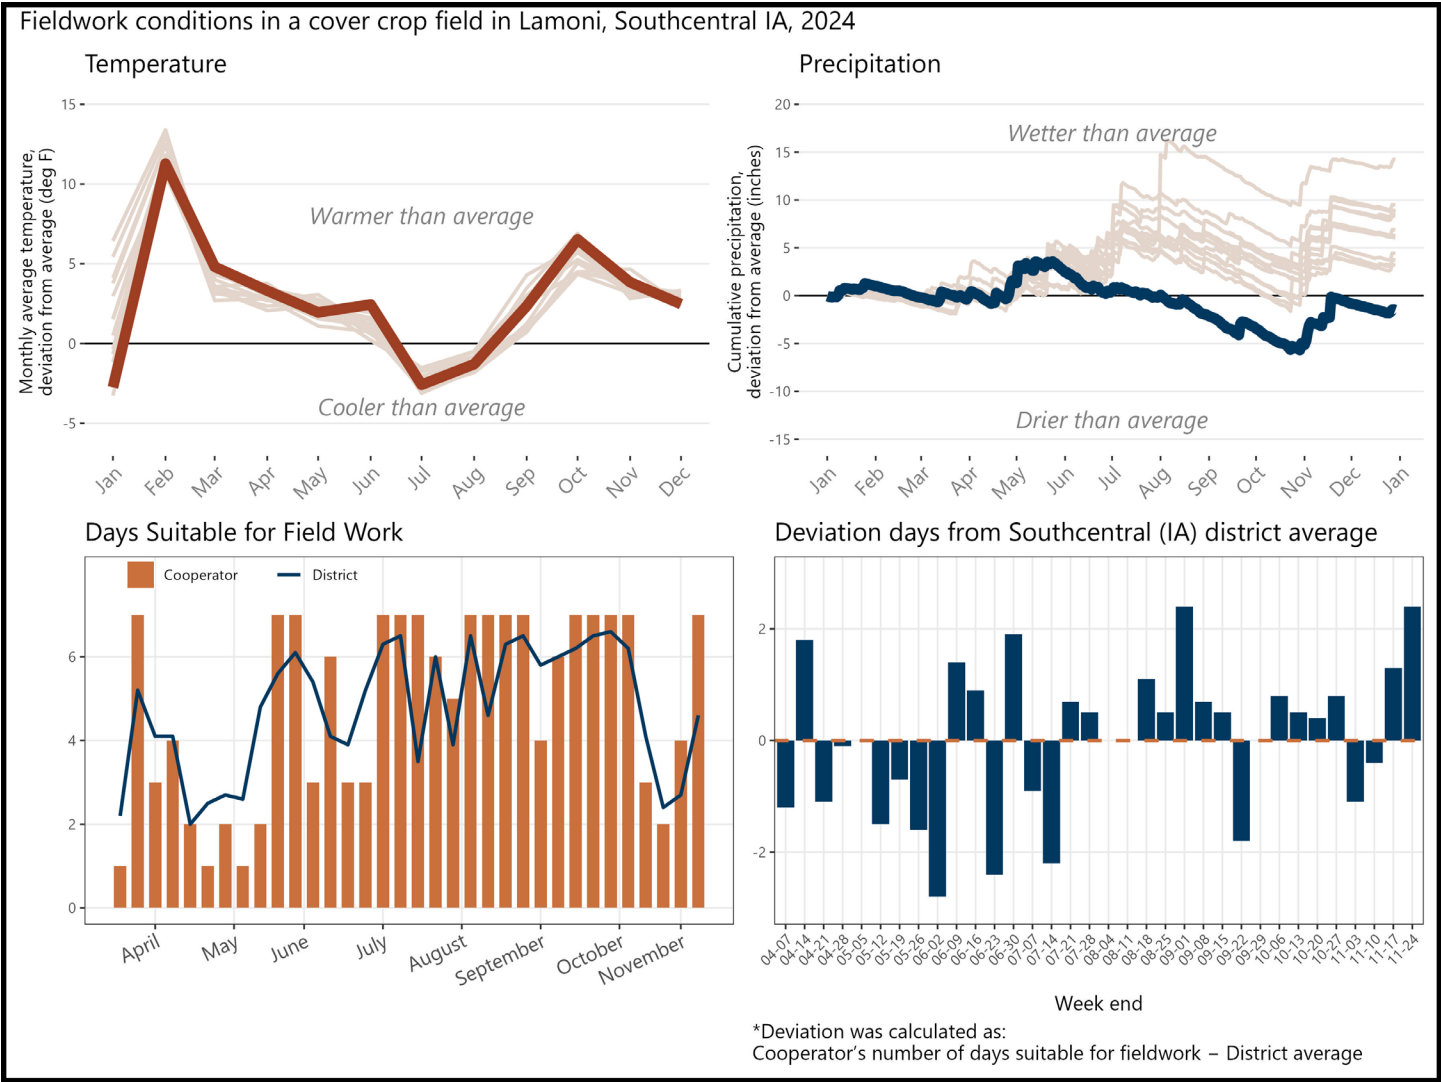 Fieldwork conditions in a cover crop field in Lamoni, Southcentral IA, 2024
Temperature
Monthly average temperature,
deviation from average (deg F)
15
10
5
0
-5
Warmer than average
Cooler than average
Jan
Feb
Mar
Apr
May
Jun
Jul
Aug
Sep
Oct
Nov
Dec
Precipitation
Cumulative precipitation,
deviation from average (inches)
20
15
10
5
0
-5
-10
-15
Wetter than average
Drier than average
Jan
Feb
Mar
Apr
May
Jun
Jul
Aug
Sep
Oct
Nov
Dec
Jan
Days Suitable for Field Work
Cooperator
District
6
4
2
0
April
May
June
July
August
September
October
November
Deviation days from Southcentral (IA) district average
2
0
-2
04-07
04-14
04-21
04-28
05-05
05-12
05-19
05-26
06-02
06-09
06-16
06-23
06-30
07-07
07-14
07-21
07-28
08-04
08-11
08-18
08-25
09-01
09-08
09-15
09-22
09-29
10-06
10-13
10-20
10-27
11-03
11-10
11-17
11-24
Week end
*Deviation was calculated as:
Cooperator's number of days suitable for fieldwork – District average